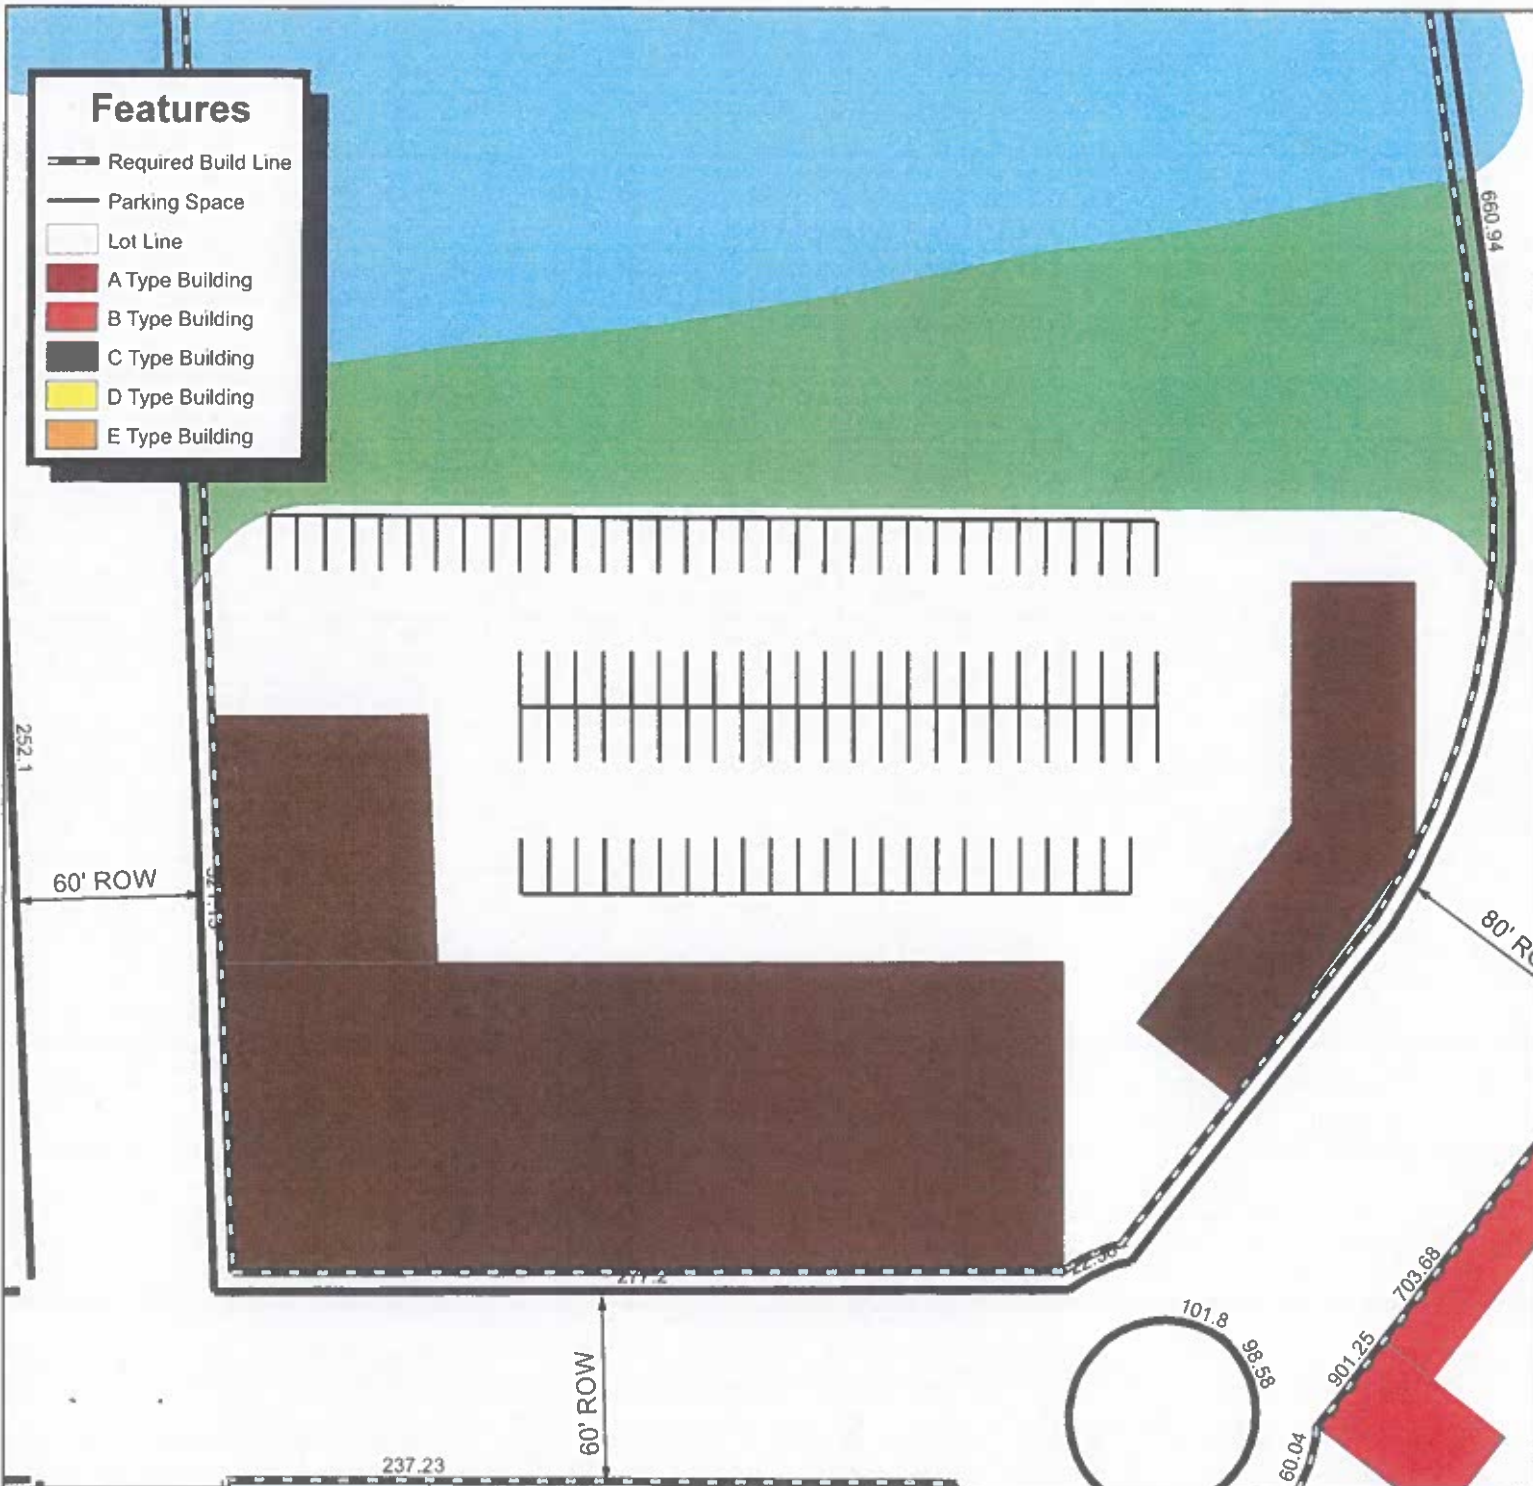 Features
Required Build Line
Parking Space
Lot Line
A Type Building
B Type Building
C Type Building
D Type Building
E Type Building
660.94
252.1
60' ROW
80'
277.2
101.8
98.58
703.68
901.25
60.04
60' ROW
237.23